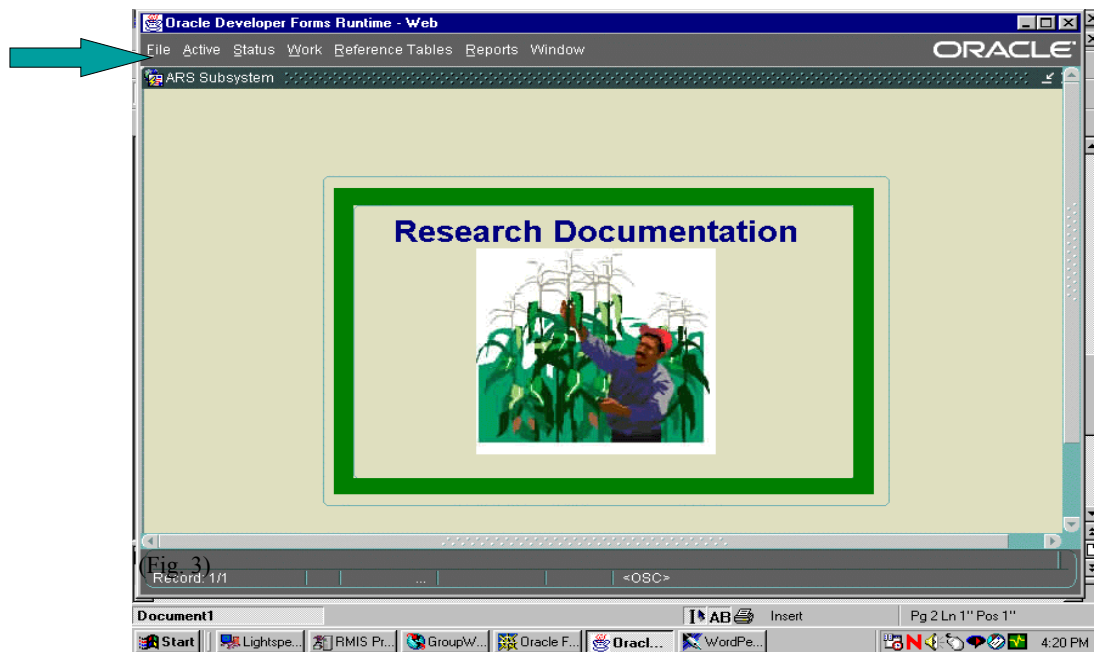 Oracle Developer Forms Runtime - Web
File Active Status Work Reference Tables Reports Window ORACLE
ARS Subsystem
Research Documentation
(Fig. 3)
Record: 1/1 ... <OSC>
Document1 AB Insert Pg 2 Ln 1" Pos 1"
Start Lightspe... RMIS Pr... GroupW... Oracle F... Oracl... WordPe... N 4:20 PM